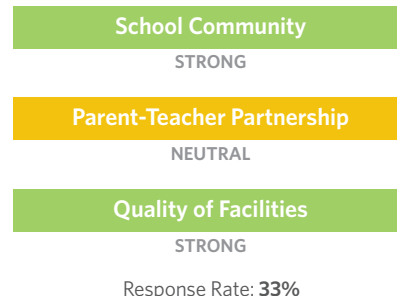 School Community
STRONG
Parent-Teacher Partnership
NEUTRAL
Quality of Facilities
STRONG
Response Rate: 33%